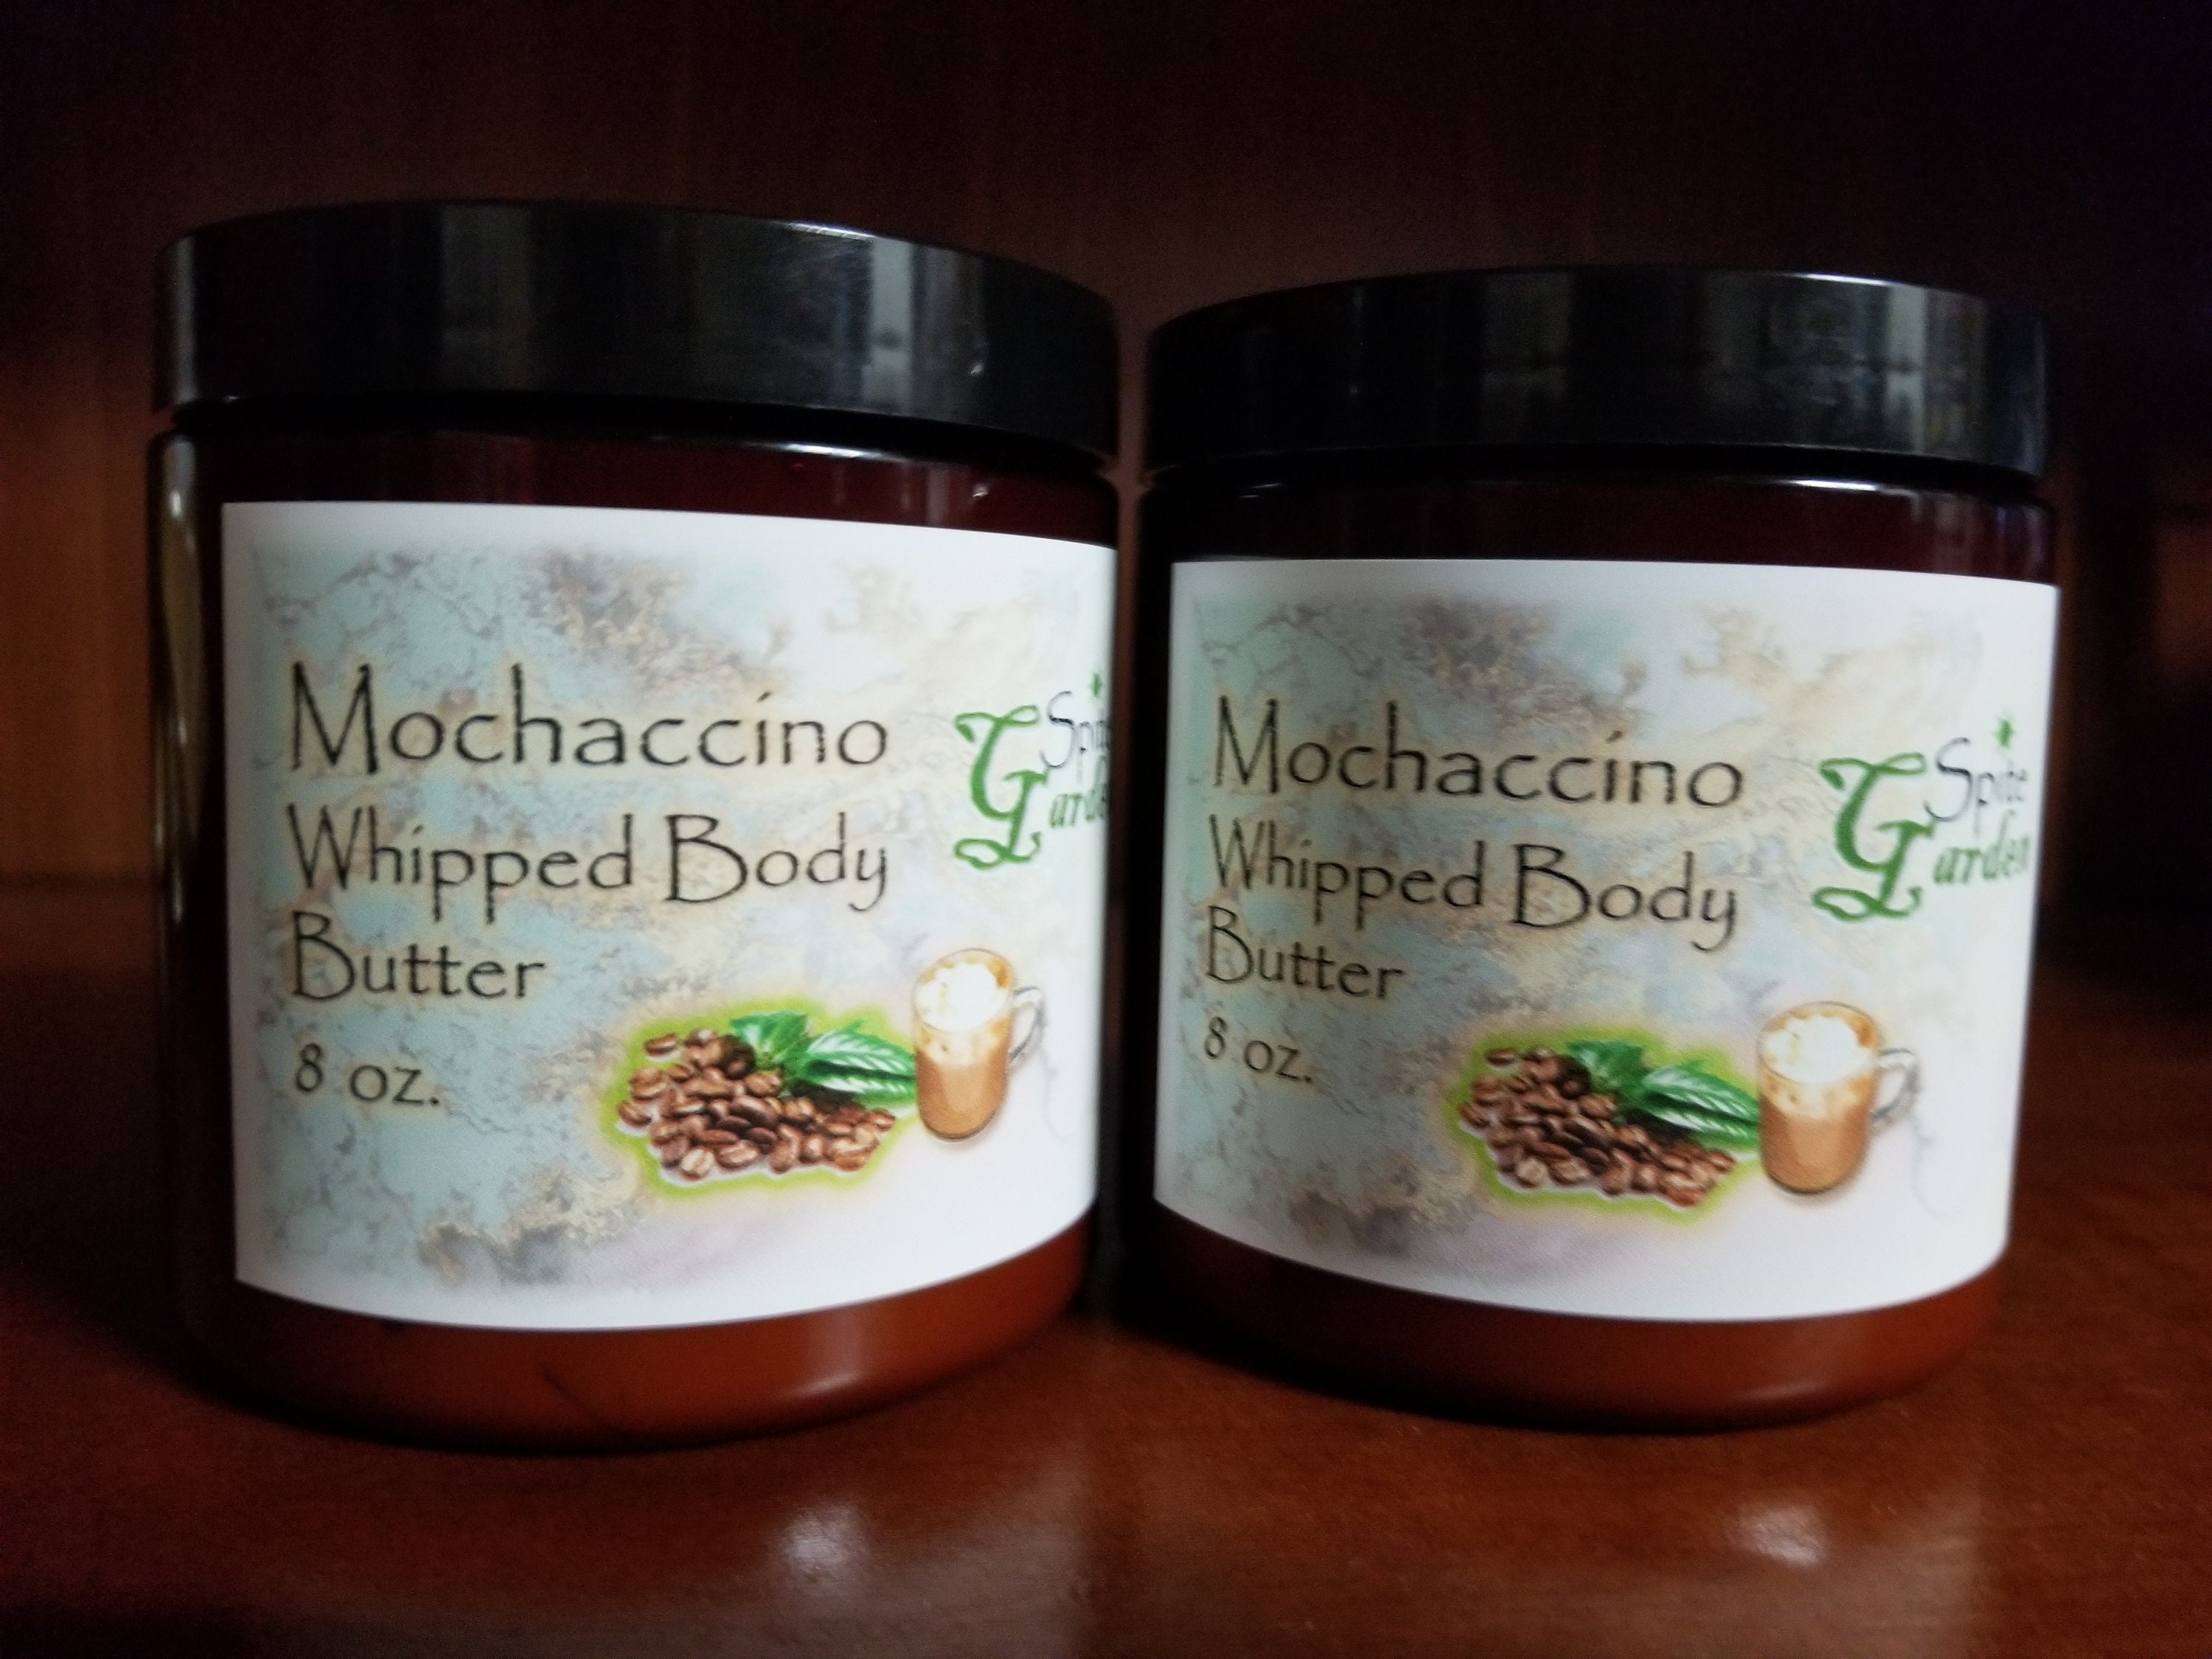 Mochaccino
Whipped Body
Butter
8 oz.
Spite
Garden
Mochaccino
Whipped Body
Butter
8 oz.
Spite
Garden